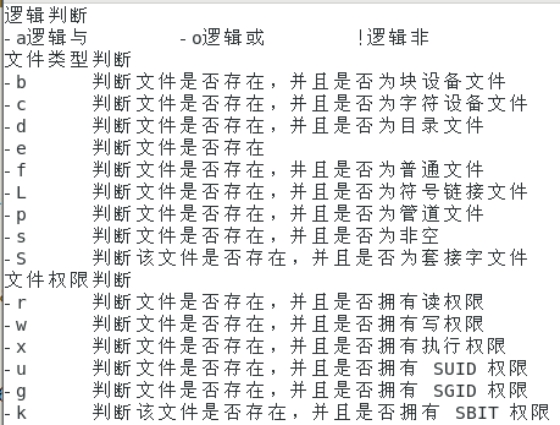 逻辑判断
-a逻辑与 -o逻辑或 !逻辑非
文件类型判断
-b 判断文件是否存在，并且是否为块设备文件
-c 判断文件是否存在，并且是否为字符设备文件
-d 判断文件是否存在，并且是否为目录文件
-e 判断文件是否存在
-f 判断文件是否存在，并且是否为普通文件
-L 判断文件是否存在，并且是否为符号链接文件
-p 判断文件是否存在，并且是否为管道文件
-s 判断文件是否存在，并且是否为非空
-S 判断该文件是否存在，并且是否为套接字文件
文件权限判断
-r 判断文件是否存在，并且是否拥有读权限
-w 判断文件是否存在，并且是否拥有写权限
-x 判断文件是否存在，并且是否拥有执行权限
-u 判断文件是否存在，并且是否拥有 SUID 权限
-g 判断文件是否存在，并且是否拥有 SGID 权限
-k 判断该文件是否存在，并且是否拥有 SBIT 权限